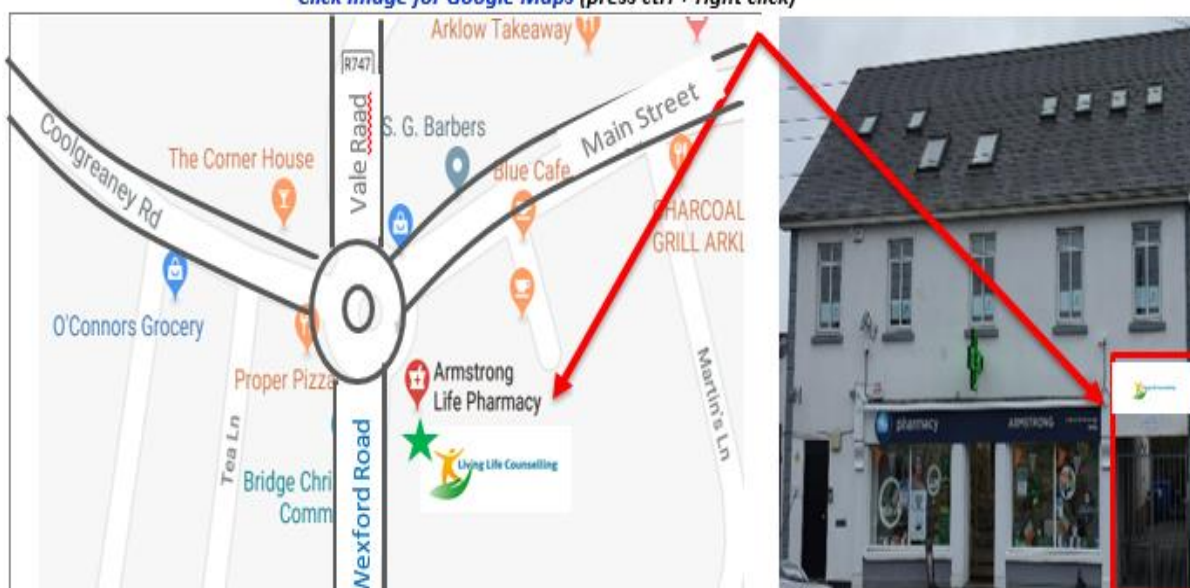 Click image for Google Maps (press ctrl + right click)
Arklow Takeaway
R747
Vale Raad
Coolgreaney Rd
The Corner House
S. G. Barbers
Main Street
Blue Cafe
CHARCOAL
GRILL ARKL
O'Connors Grocery
Proper Pizza
Armstrong
Life Pharmacy
Martin's Ln
Tea Ln
Bridge Chri
Comm
Wexford Road
Living Life Counselling
pharmacy
ARMSTRONG